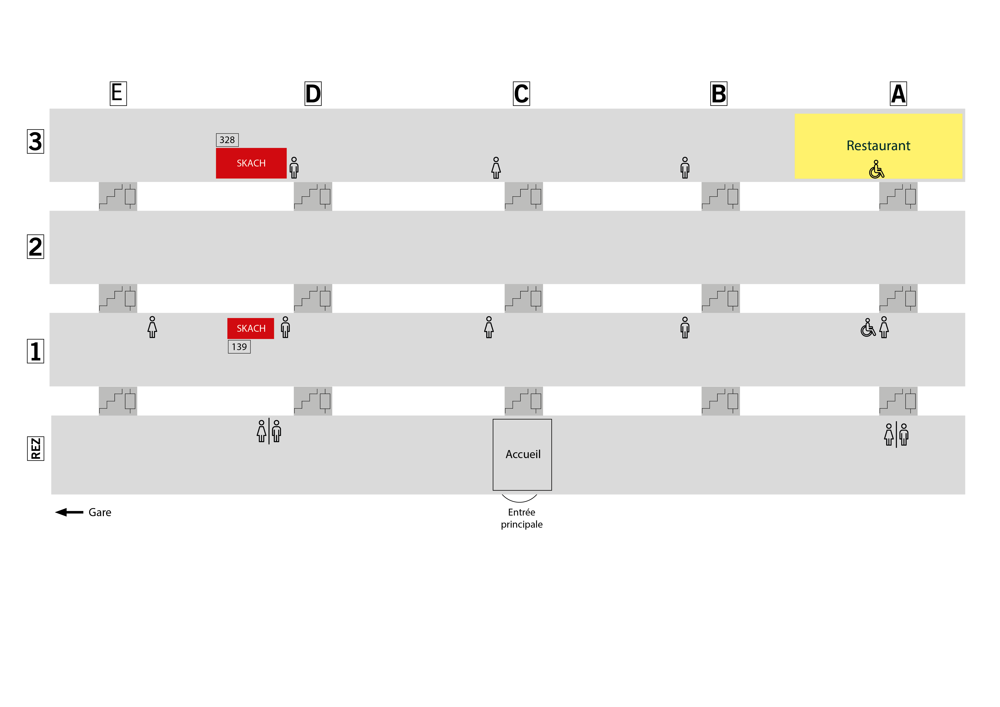 E D C B A
3
328
SKACH
Restaurant
2
1
SKACH
139
REZ
Accueil
Gare
Entrée
principale